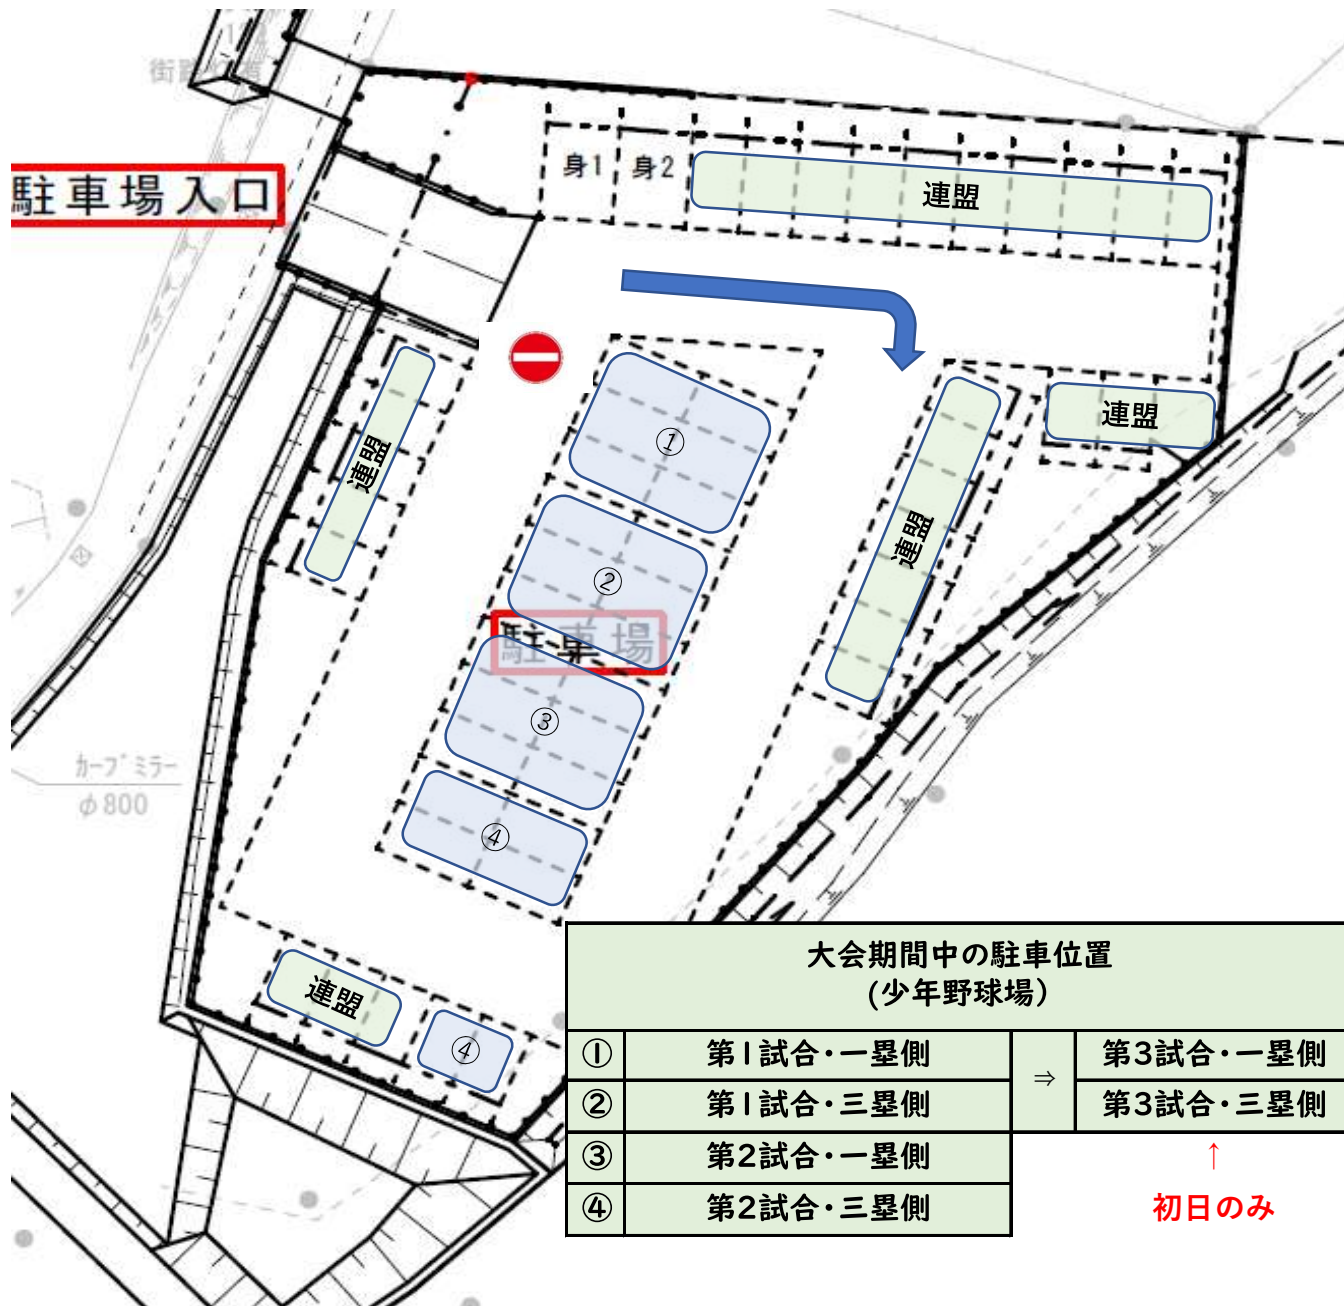 街路灯有
駐車場入口
身1
身2
連盟
連盟
連盟
連盟
①
②
駐車場
③
④
ｶｰﾌﾞﾐﾗｰ
φ800
連盟
④
大会期間中の駐車位置
(少年野球場)
① 第1試合・一塁側 ⇒ 第3試合・一塁側
② 第1試合・三塁側 第3試合・三塁側
③ 第2試合・一塁側 ↑
④ 第2試合・三塁側 初日のみ